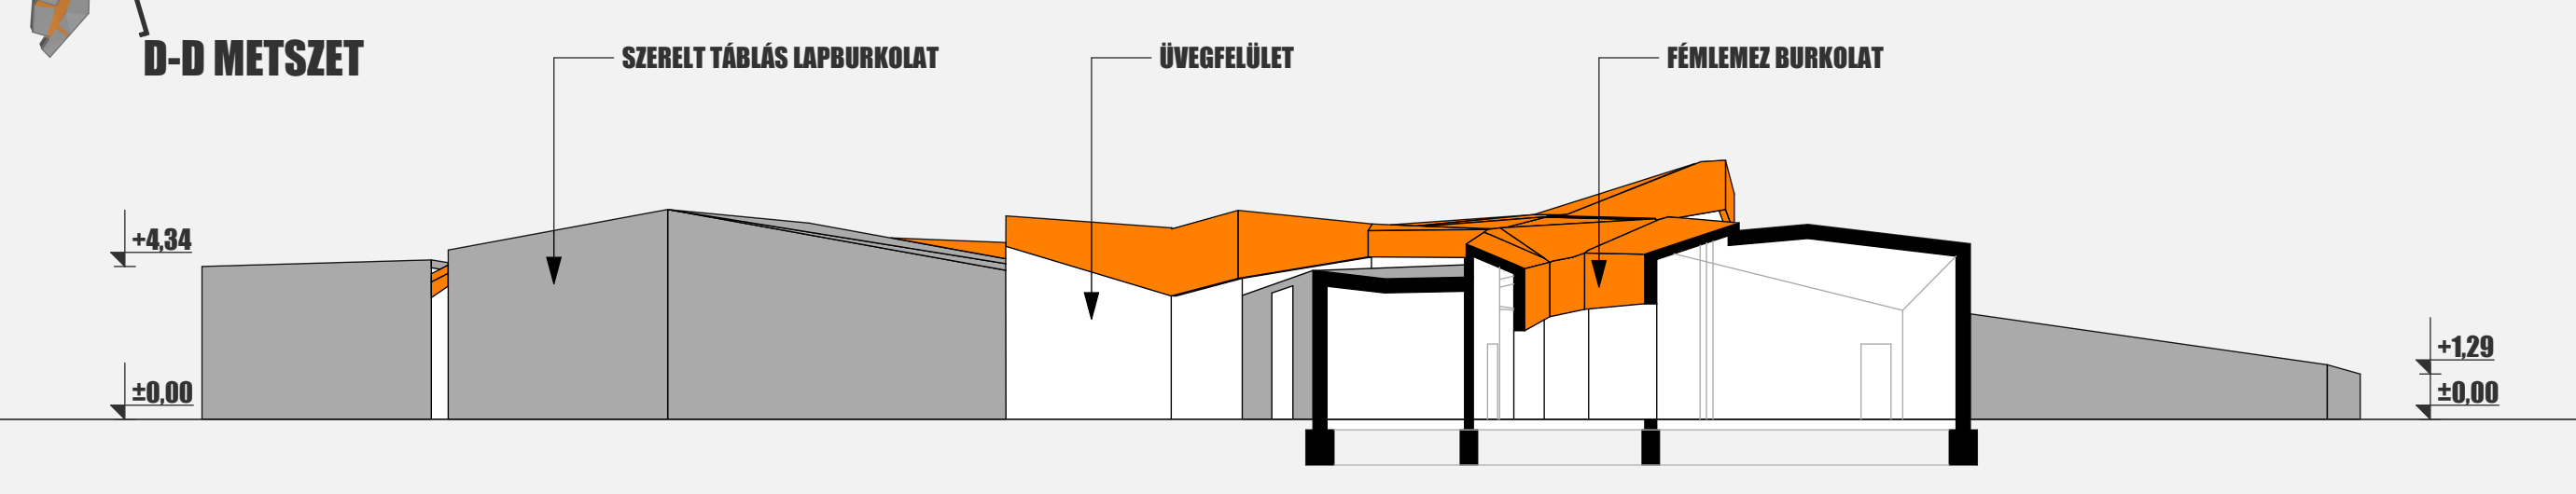 D-D METSZET
SZERELT TÁBLÁS LAPBURKOLAT
ÜVEGFELÜLET
FÉMLEMEZ BURKOLAT
+4,34
±0,00
+1,29
±0,00